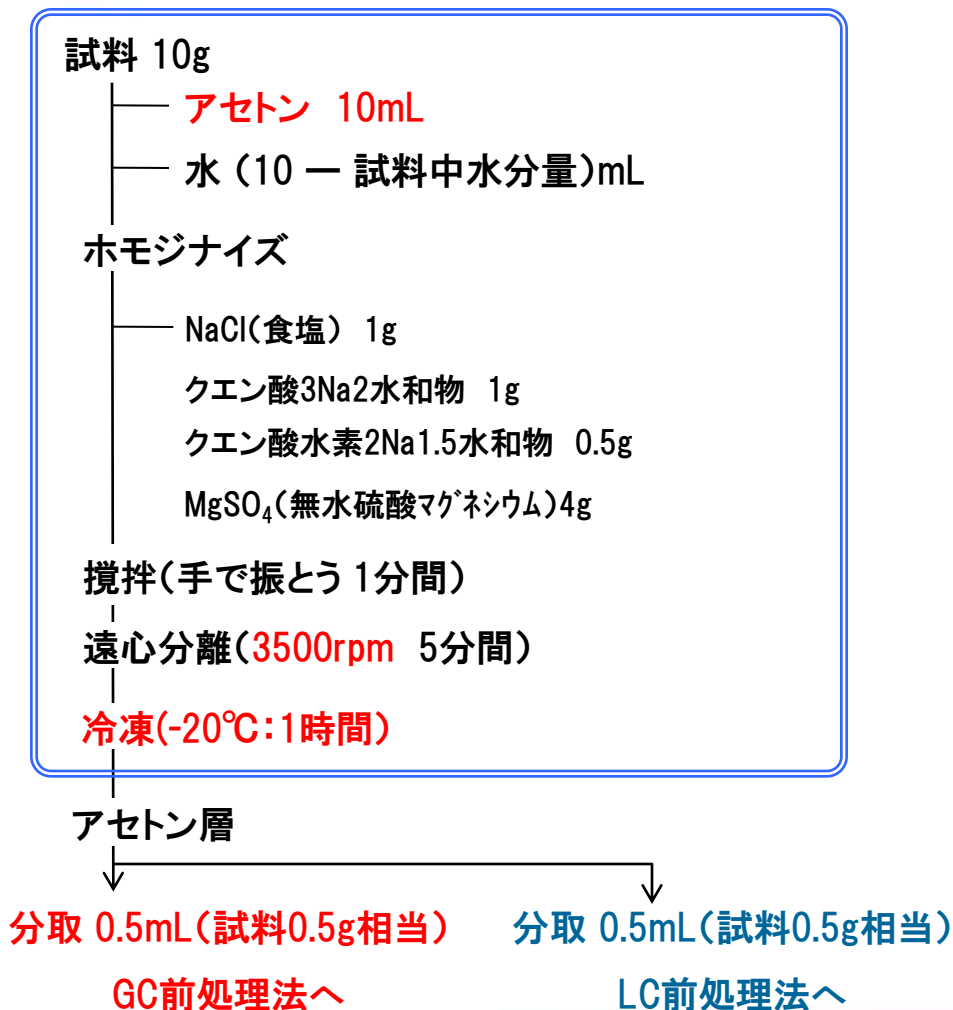 試料 10g
アセトン 10mL
水 (10 ー 試料中水分量)mL
ホモジナイズ
NaCl(食塩) 1g
クエン酸3Na2水和物 1g
クエン酸水素2Na1.5水和物 0.5g
MgSO₄(無水硫酸ﾏｸﾞﾈｼｳﾑ)4g
撹拌(手で振とう 1分間)
遠心分離(3500rpm 5分間)
冷凍(-20℃:1時間)
アセトン層
分取 0.5mL(試料0.5g相当) 分取 0.5mL(試料0.5g相当)
GC前処理法へ LC前処理法へ